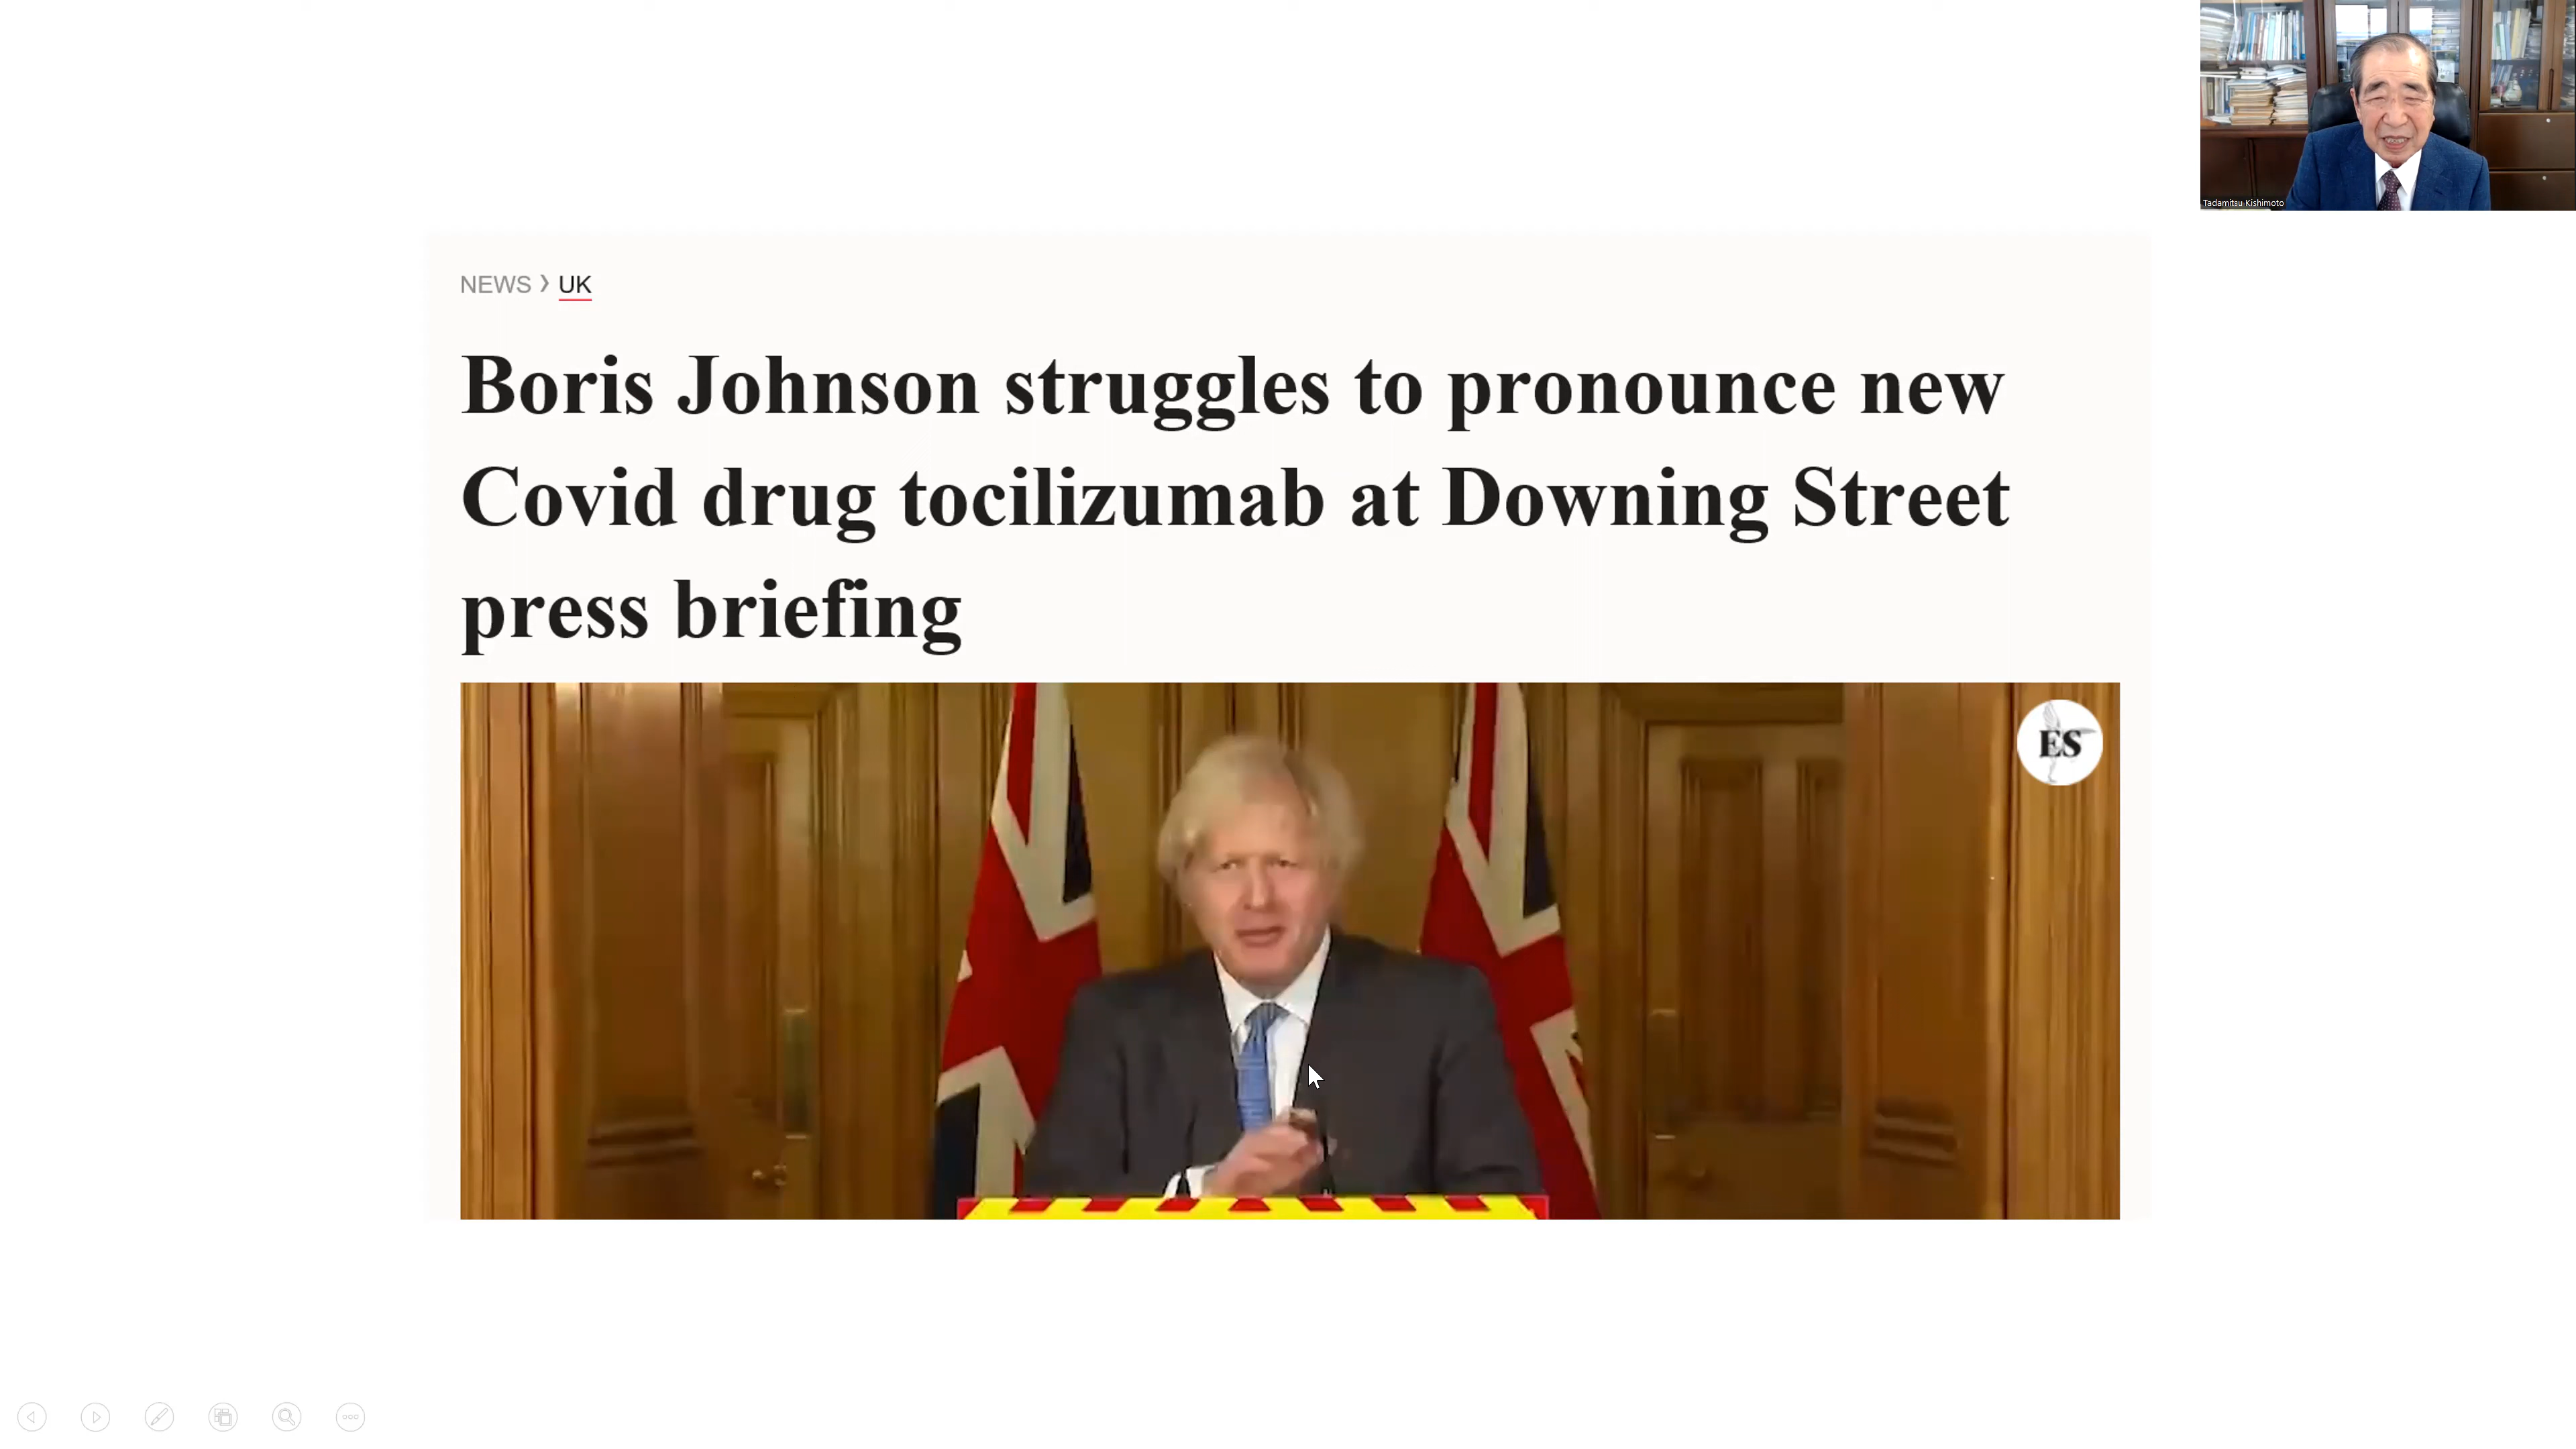 Tadamitsu Kishimoto
NEWS › UK
Boris Johnson struggles to pronounce new
Covid drug tocilizumab at Downing Street
press briefing
ES